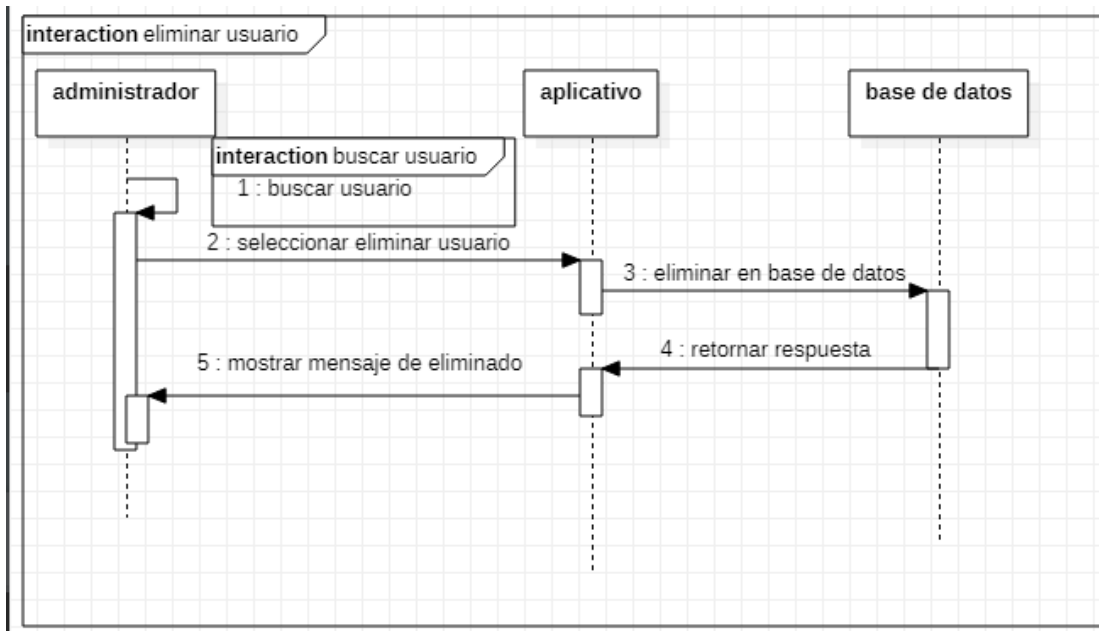 interaction eliminar usuario
administrador
aplicativo
base de datos
interaction buscar usuario
1 : buscar usuario
2 : seleccionar eliminar usuario
3 : eliminar en base de datos
4 : retornar respuesta
5 : mostrar mensaje de eliminado